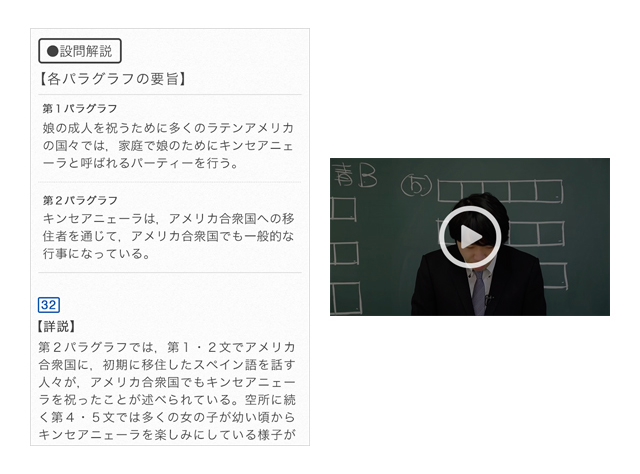 ●設問解説
【各パラグラフの要旨】
第１パラグラフ
娘の成人を祝うために多くのラテンアメリカ
の国々では，家庭で娘のためにキンセアニェ
ーラと呼ばれるパーティーを行う。
第２パラグラフ
キンセアニェーラは，アメリカ合衆国への移
住者を通じて，アメリカ合衆国でも一般的な
行事になっている。
32
【詳説】
第２パラグラフでは，第１・２文でアメリカ
合衆国に，初期に移住したスペイン語を話す
人々が，アメリカ合衆国でもキンセアニェー
ラを祝ったことが述べられている。空所に続
く第４・５文では多くの女の子が幼い頃から
キンセアニェーラを楽しみにしている様子が
B